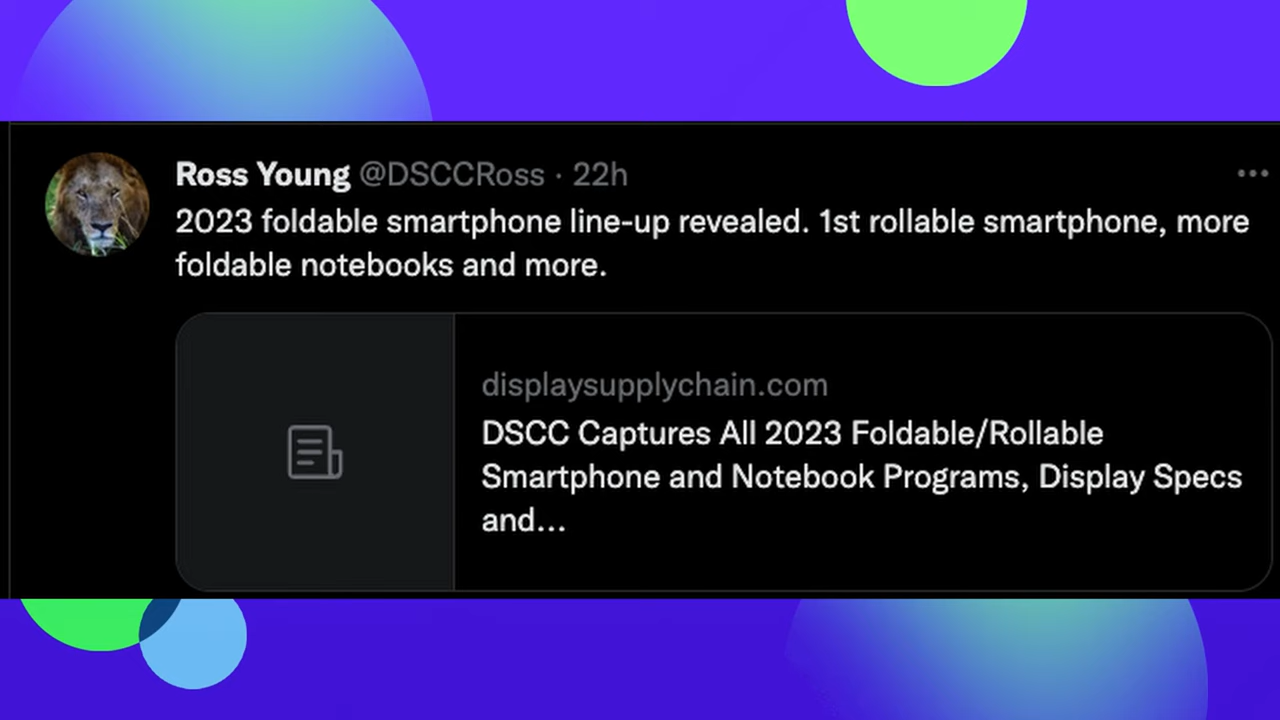 Ross Young @DSCCRoss · 22h
2023 foldable smartphone line-up revealed. 1st rollable smartphone, more
foldable notebooks and more.
displaysupplychain.com
DSCC Captures All 2023 Foldable/Rollable
Smartphone and Notebook Programs, Display Specs
and...